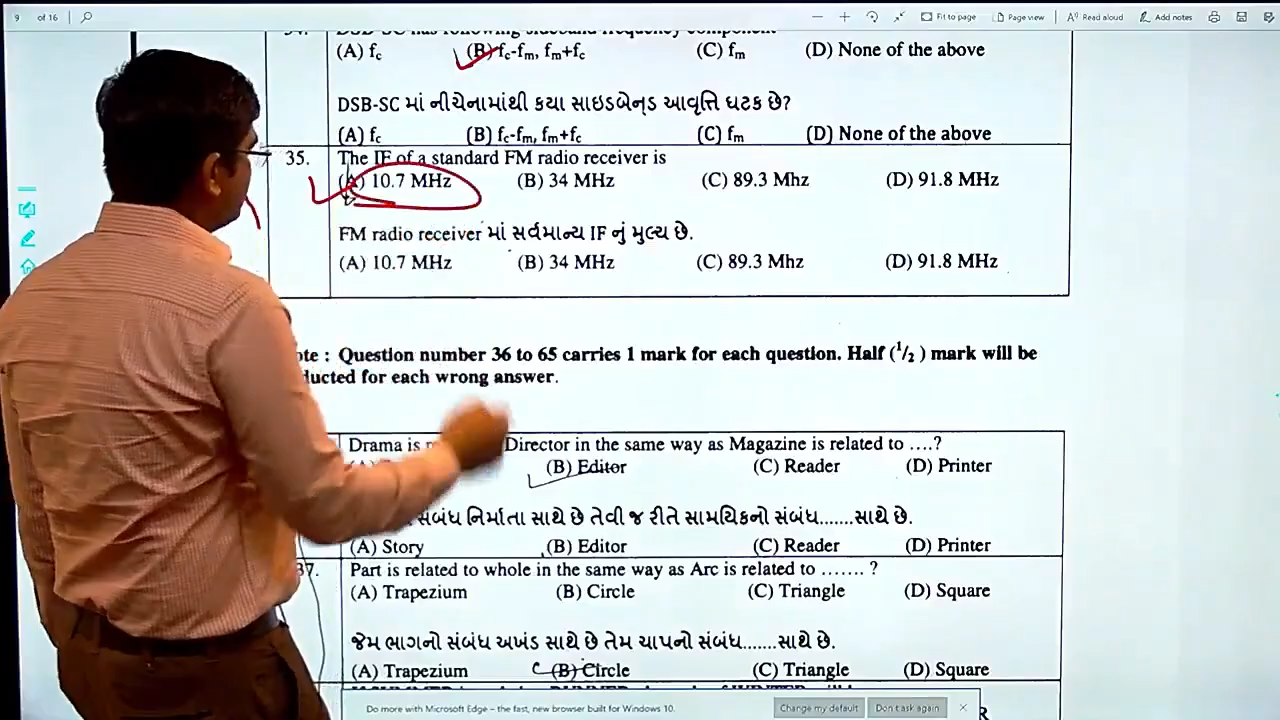 9 of 16 Fit to page Page view Read aloud Add notes
DSB-SC has following sideband frequency component
(A) fc (B) fc-fm, fm+fc (C) fm (D) None of the above
DSB-SC માં નીચેનામાંથી કયા સાઇડબેન્ડ આવૃત્તિ ઘટક છે?
(A) fc (B) fc-fm, fm+fc (C) fm (D) None of the above
35. The IF of a standard FM radio receiver is
(A) 10.7 MHz (B) 34 MHz (C) 89.3 Mhz (D) 91.8 MHz
FM radio receiver માં સર્વમાન્ય IF નું મુલ્ય છે.
(A) 10.7 MHz (B) 34 MHz (C) 89.3 Mhz (D) 91.8 MHz
ote : Question number 36 to 65 carries 1 mark for each question. Half (1/2 ) mark will be
ducted for each wrong answer.
Drama is Director in the same way as Magazine is related to ….?
(B) Editor (C) Reader (D) Printer
સંબંધ નિર્માતા સાથે છે તેવી જ રીતે સામયિકનો સંબંધ.......સાથે છે.
(A) Story (B) Editor (C) Reader (D) Printer
37. Part is related to whole in the same way as Arc is related to ……. ?
(A) Trapezium (B) Circle (C) Triangle (D) Square
જેમ ભાગનો સંબંધ અખંડ સાથે છે તેમ ચાપનો સંબંધ.......સાથે છે.
(A) Trapezium (B) Circle (C) Triangle (D) Square
Do more with Microsoft Edge – the fast, new browser built for Windows 10. Change my default Don't ask again